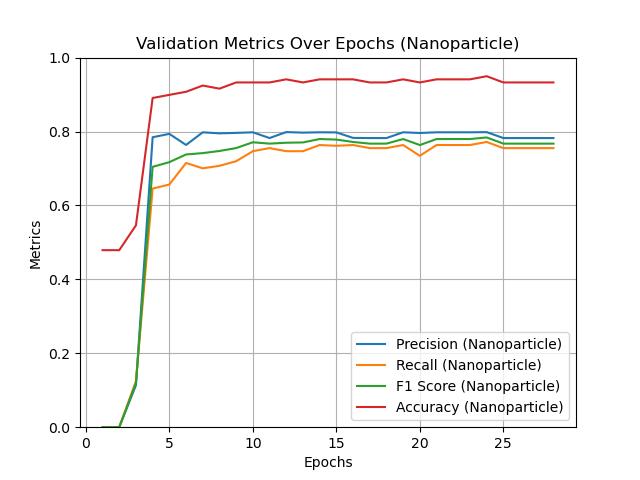 Validation Metrics Over Epochs (Nanoparticle)
1.0
0.8
0.6
0.4
0.2
0.0
Metrics
0 5 10 15 20 25
Epochs
Precision (Nanoparticle)
Recall (Nanoparticle)
F1 Score (Nanoparticle)
Accuracy (Nanoparticle)